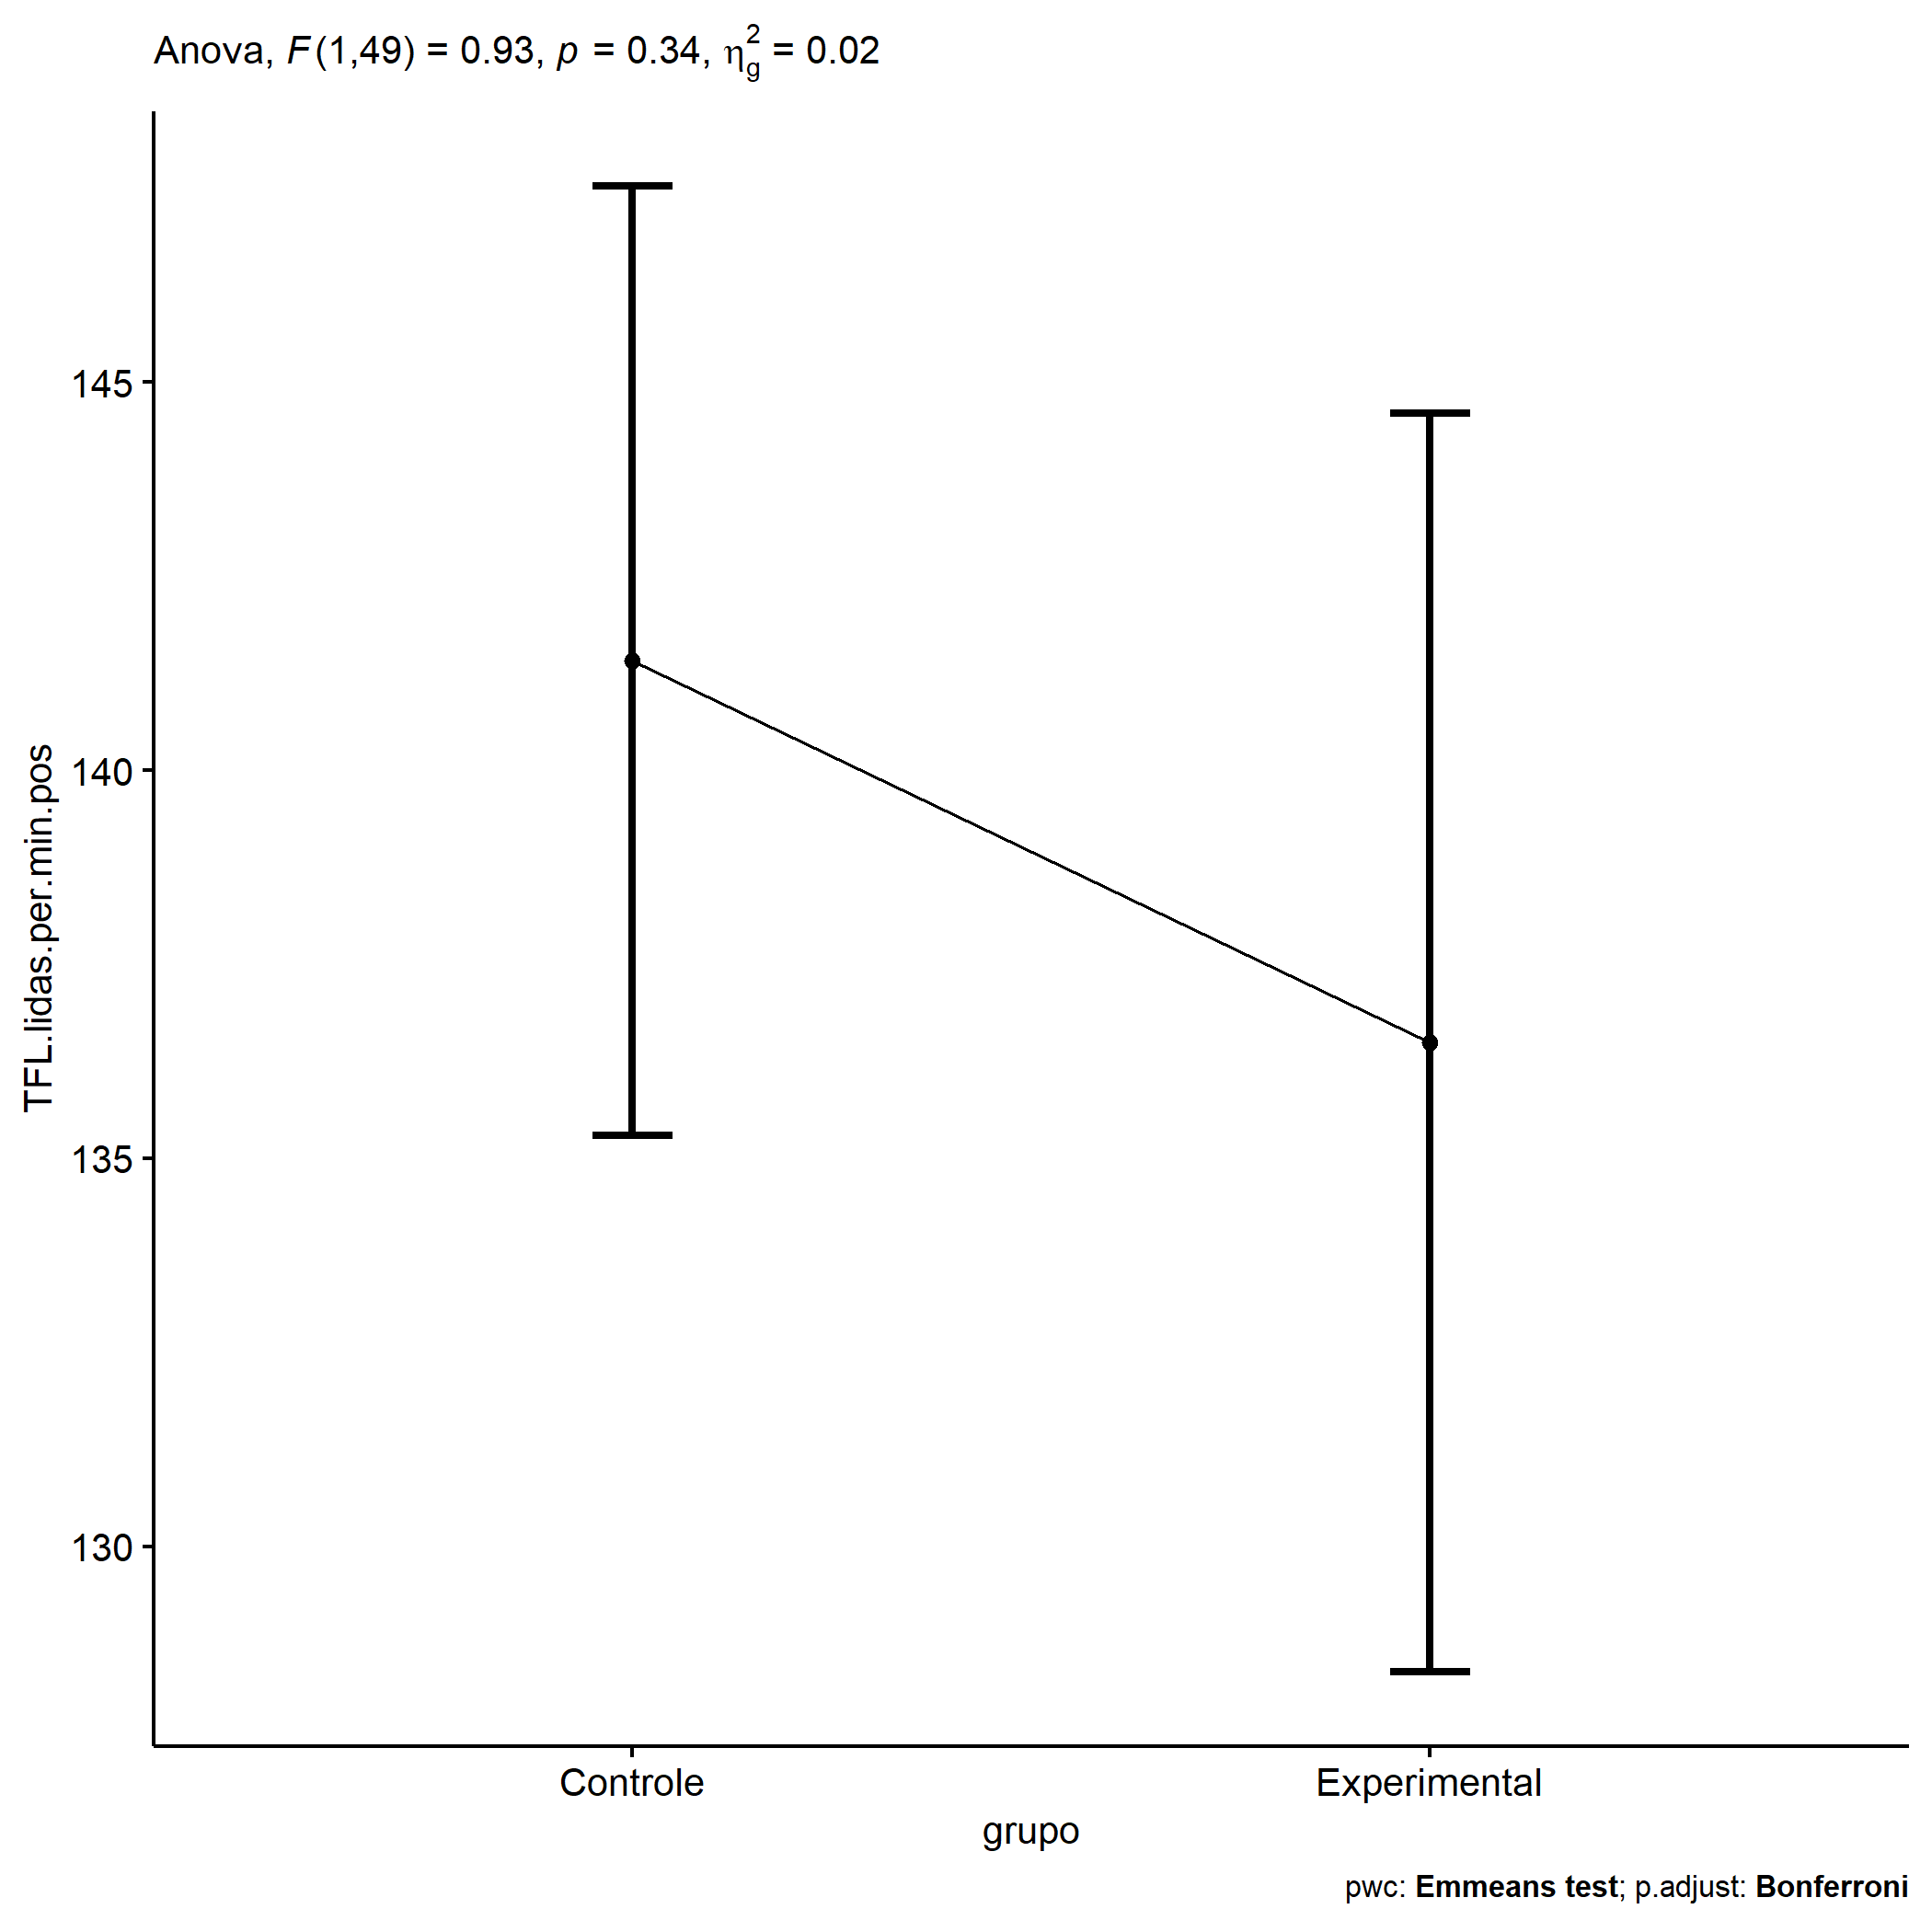 Anova, F(1,49) = 0.93, p = 0.34, η²g = 0.02
TFL.lidas.per.min.pos
145
140
135
130
Controle
Experimental
grupo
pwc: Emmeans test; p.adjust: Bonferroni